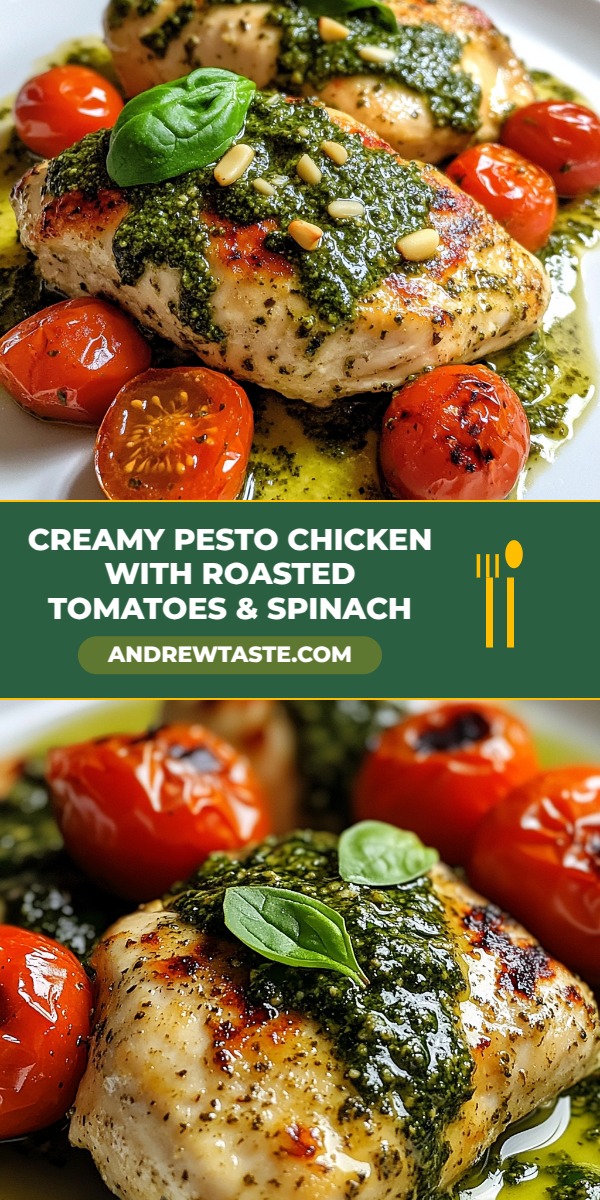 CREAMY PESTO CHICKEN
WITH ROASTED
TOMATOES & SPINACH
ANDREWTASTE.COM